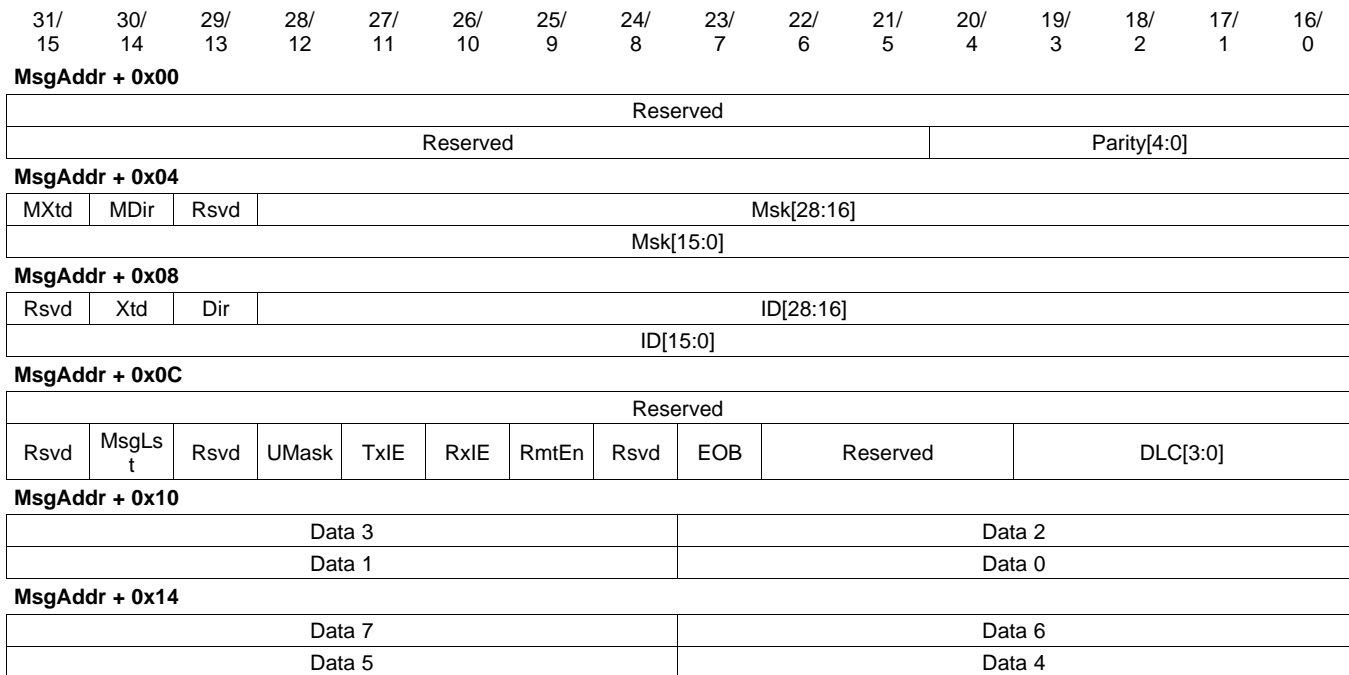 31/ 30/ 29/ 28/ 27/ 26/ 25/ 24/ 23/ 22/ 21/ 20/ 19/ 18/ 17/ 16/
15 14 13 12 11 10 9 8 7 6 5 4 3 2 1 0
MsgAddr + 0x00
Reserved
Reserved Parity[4:0]
MsgAddr + 0x04
MXtd MDir Rsvd Msk[28:16]
Msk[15:0]
MsgAddr + 0x08
Rsvd Xtd Dir ID[28:16]
ID[15:0]
MsgAddr + 0x0C
Reserved
Rsvd MsgLs
t Rsvd UMask TxIE RxIE RmtEn Rsvd EOB Reserved DLC[3:0]
MsgAddr + 0x10
Data 3 Data 2
Data 1 Data 0
MsgAddr + 0x14
Data 7 Data 6
Data 5 Data 4